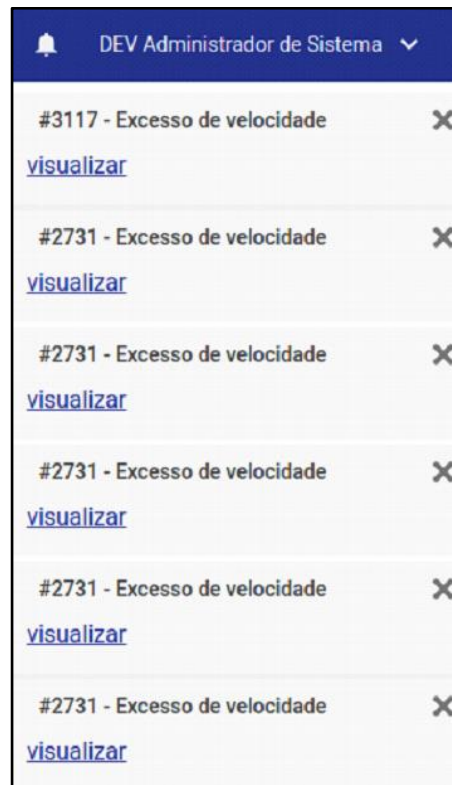 DEV Administrador de Sistema
#3117 - Excesso de velocidade
visualizar
#2731 - Excesso de velocidade
visualizar
#2731 - Excesso de velocidade
visualizar
#2731 - Excesso de velocidade
visualizar
#2731 - Excesso de velocidade
visualizar
#2731 - Excesso de velocidade
visualizar